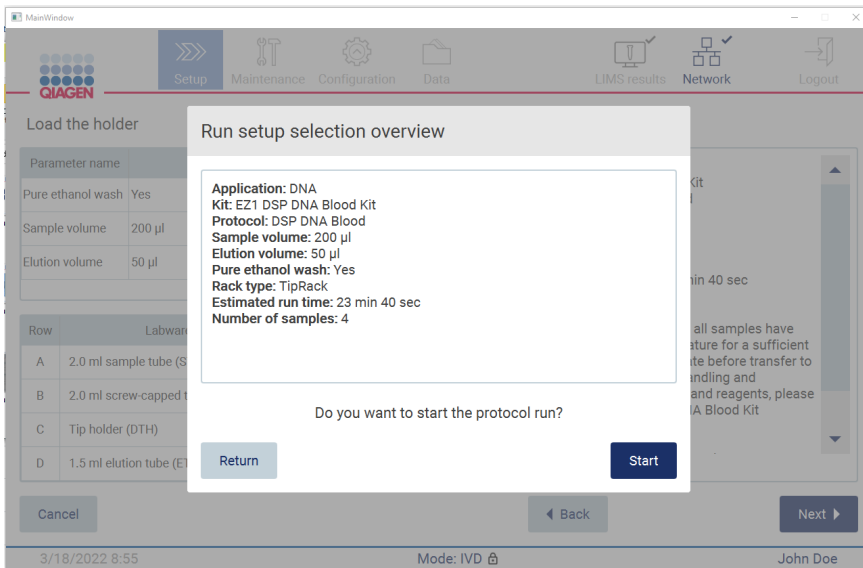 MainWindow
QIAGEN
Setup
Maintenance
Configuration
Data
LIMS results
Network
Logout
Load the holder
Parameter name
Pure ethanol wash Yes
Sample volume 200 µl
Elution volume 50 µl
Row Labware
A 2.0 ml sample tube (S
B 2.0 ml screw-capped t
C Tip holder (DTH)
D 1.5 ml elution tube (ET
Run setup selection overview
Application: DNA
Kit: EZ1 DSP DNA Blood Kit
Protocol: DSP DNA Blood
Sample volume: 200 µl
Elution volume: 50 µl
Pure ethanol wash: Yes
Rack type: TipRack
Estimated run time: 23 min 40 sec
Number of samples: 4
Do you want to start the protocol run?
Return
Start
Kit
min 40 sec
all samples have
ature for a sufficient
te before transfer to
andling and
and reagents, please
IA Blood Kit
Cancel
Back
Next
3/18/2022 8:55
Mode: IVD
John Doe